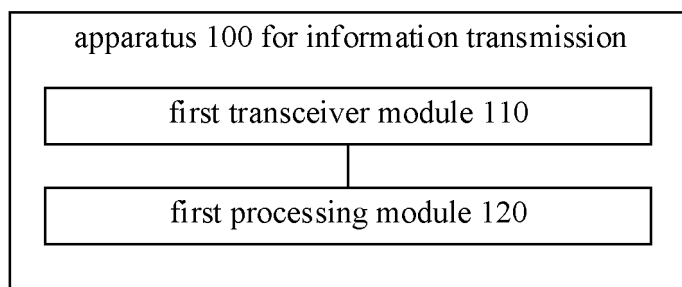 apparatus 100 for information transmission
first transceiver module 110
first processing module 120